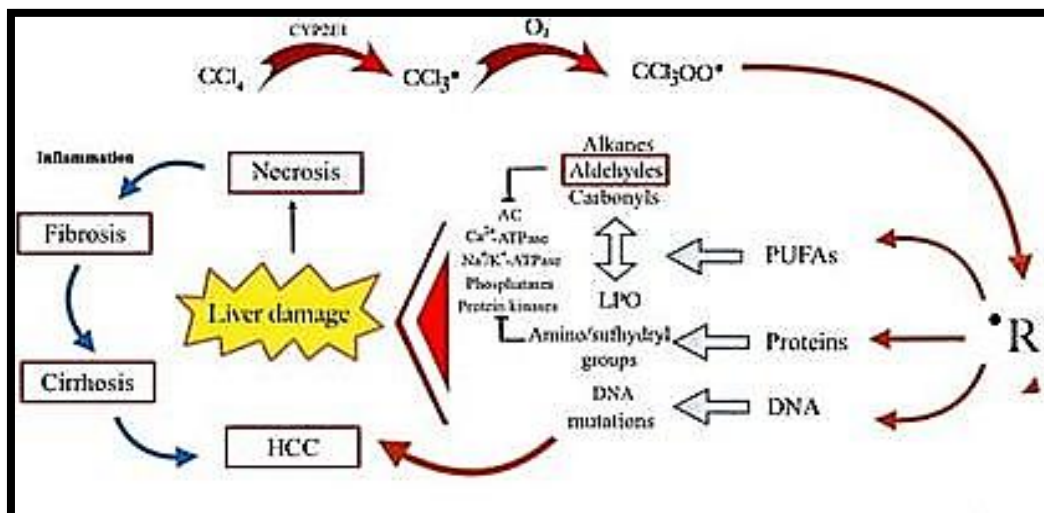 CYP2E1
O₂
CCl₄
CCl₃•
CCl₃OO•
Inflammation
Necrosis
Fibrosis
Cirrhosis
HCC
Liver damage
Alkanes
Aldehydes
Carbonyls
AC
Ca²⁺-ATPase
Na⁺/K⁺-ATPase
Phosphatases
Protein kinases
LPO
Amino/sulfhydryl
groups
DNA
mutations
PUFAs
Proteins
DNA
•R